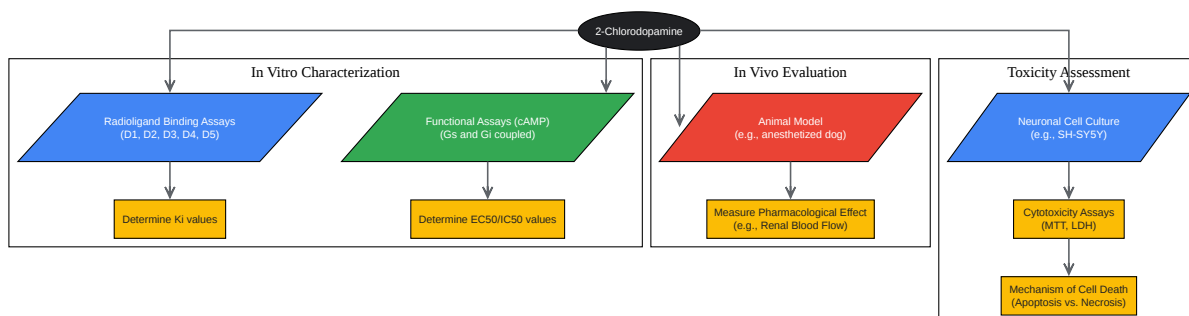 2-Chlorodopamine
In Vitro Characterization
Radioligand Binding Assays
(D1, D2, D3, D4, D5)
Functional Assays (cAMP)
(Gs and Gi coupled)
Determine Ki values
Determine EC50/IC50 values
In Vivo Evaluation
Animal Model
(e.g., anesthetized dog)
Measure Pharmacological Effect
(e.g., Renal Blood Flow)
Toxicity Assessment
Neuronal Cell Culture
(e.g., SH-SY5Y)
Cytotoxicity Assays
(MTT, LDH)
Mechanism of Cell Death
(Apoptosis vs. Necrosis)